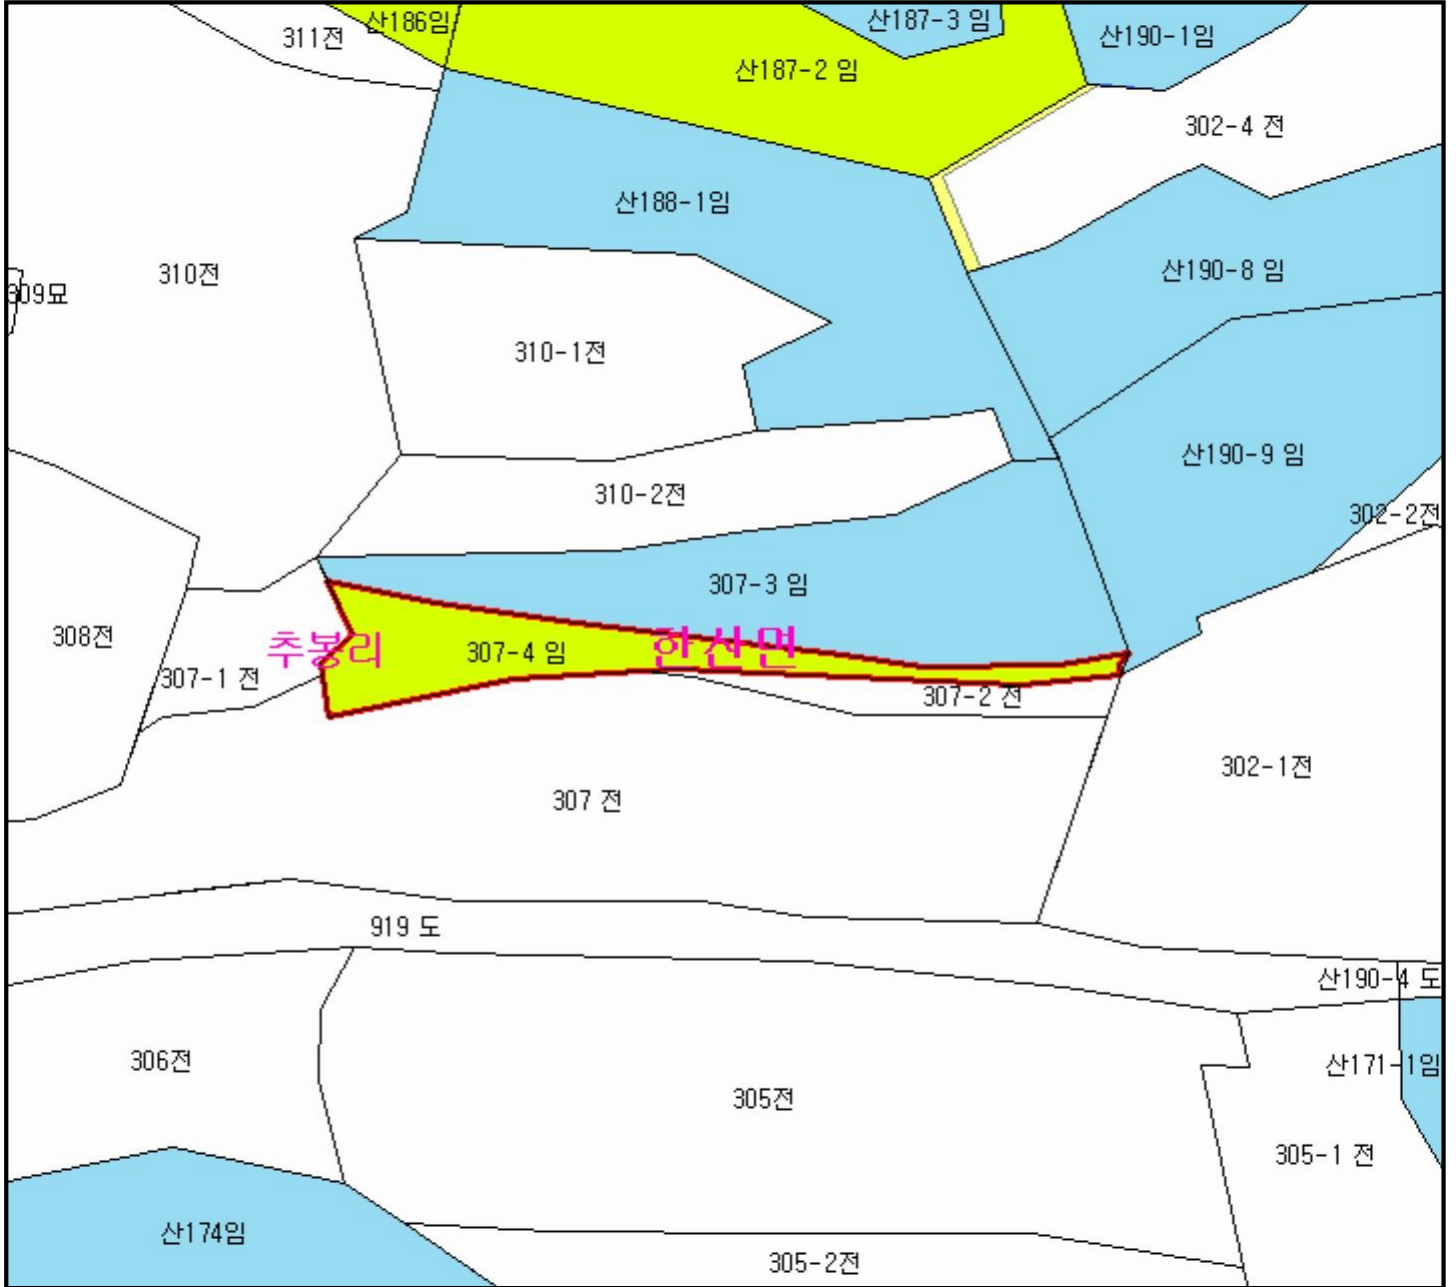 산186임
산187-3 임
311전
산190-1임
산187-2 임
302-4 전
산188-1임
310전
산190-8 임
309묘
310-1전
산190-9 임
310-2전
302-2전
307-3 임
308전
추봉리
307-4 임
한산면
307-1 전
307-2 전
302-1전
307 전
919 도
산190-4 도
306전
산171-1임
305전
305-1 전
산174임
305-2전